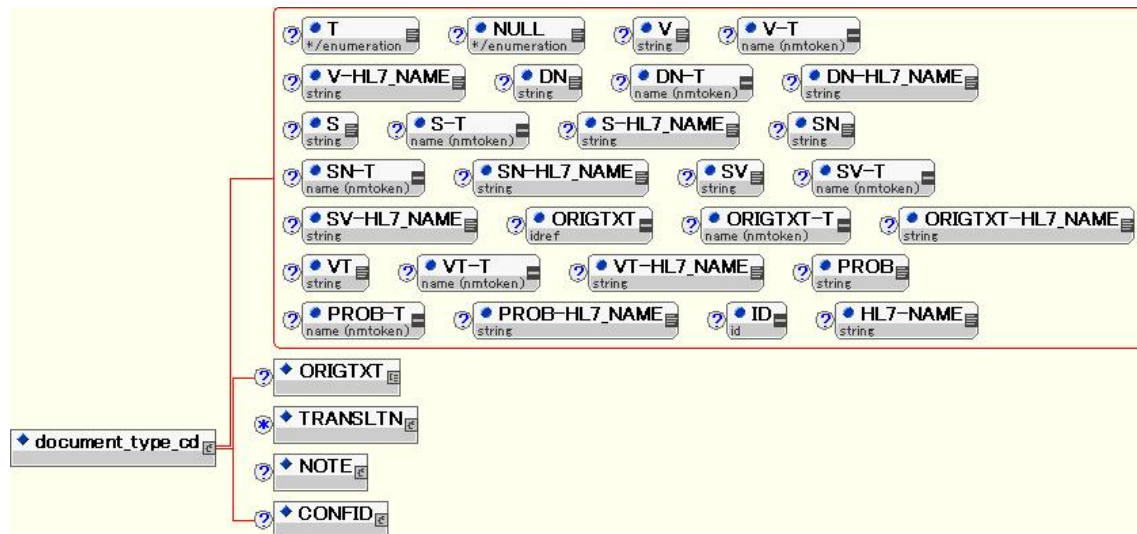 T NULL V V-T
*/enumeration */enumeration string name (nmtoken)
V-HL7_NAME DN DN-T DN-HL7_NAME
string string name (nmtoken) string
S S-T S-HL7_NAME SN
string name (nmtoken) string string
SN-T SN-HL7_NAME SV SV-T
name (nmtoken) string string name (nmtoken)
SV-HL7_NAME ORIGTXT ORIGTXT-T ORIGTXT-HL7_NAME
string idref name (nmtoken) string
VT VT-T VT-HL7_NAME PROB
string name (nmtoken) string string
PROB-T PROB-HL7_NAME ID HL7-NAME
name (nmtoken) string id string
ORIGTXT
TRANSLTN
document_type_cd
NOTE
CONFID